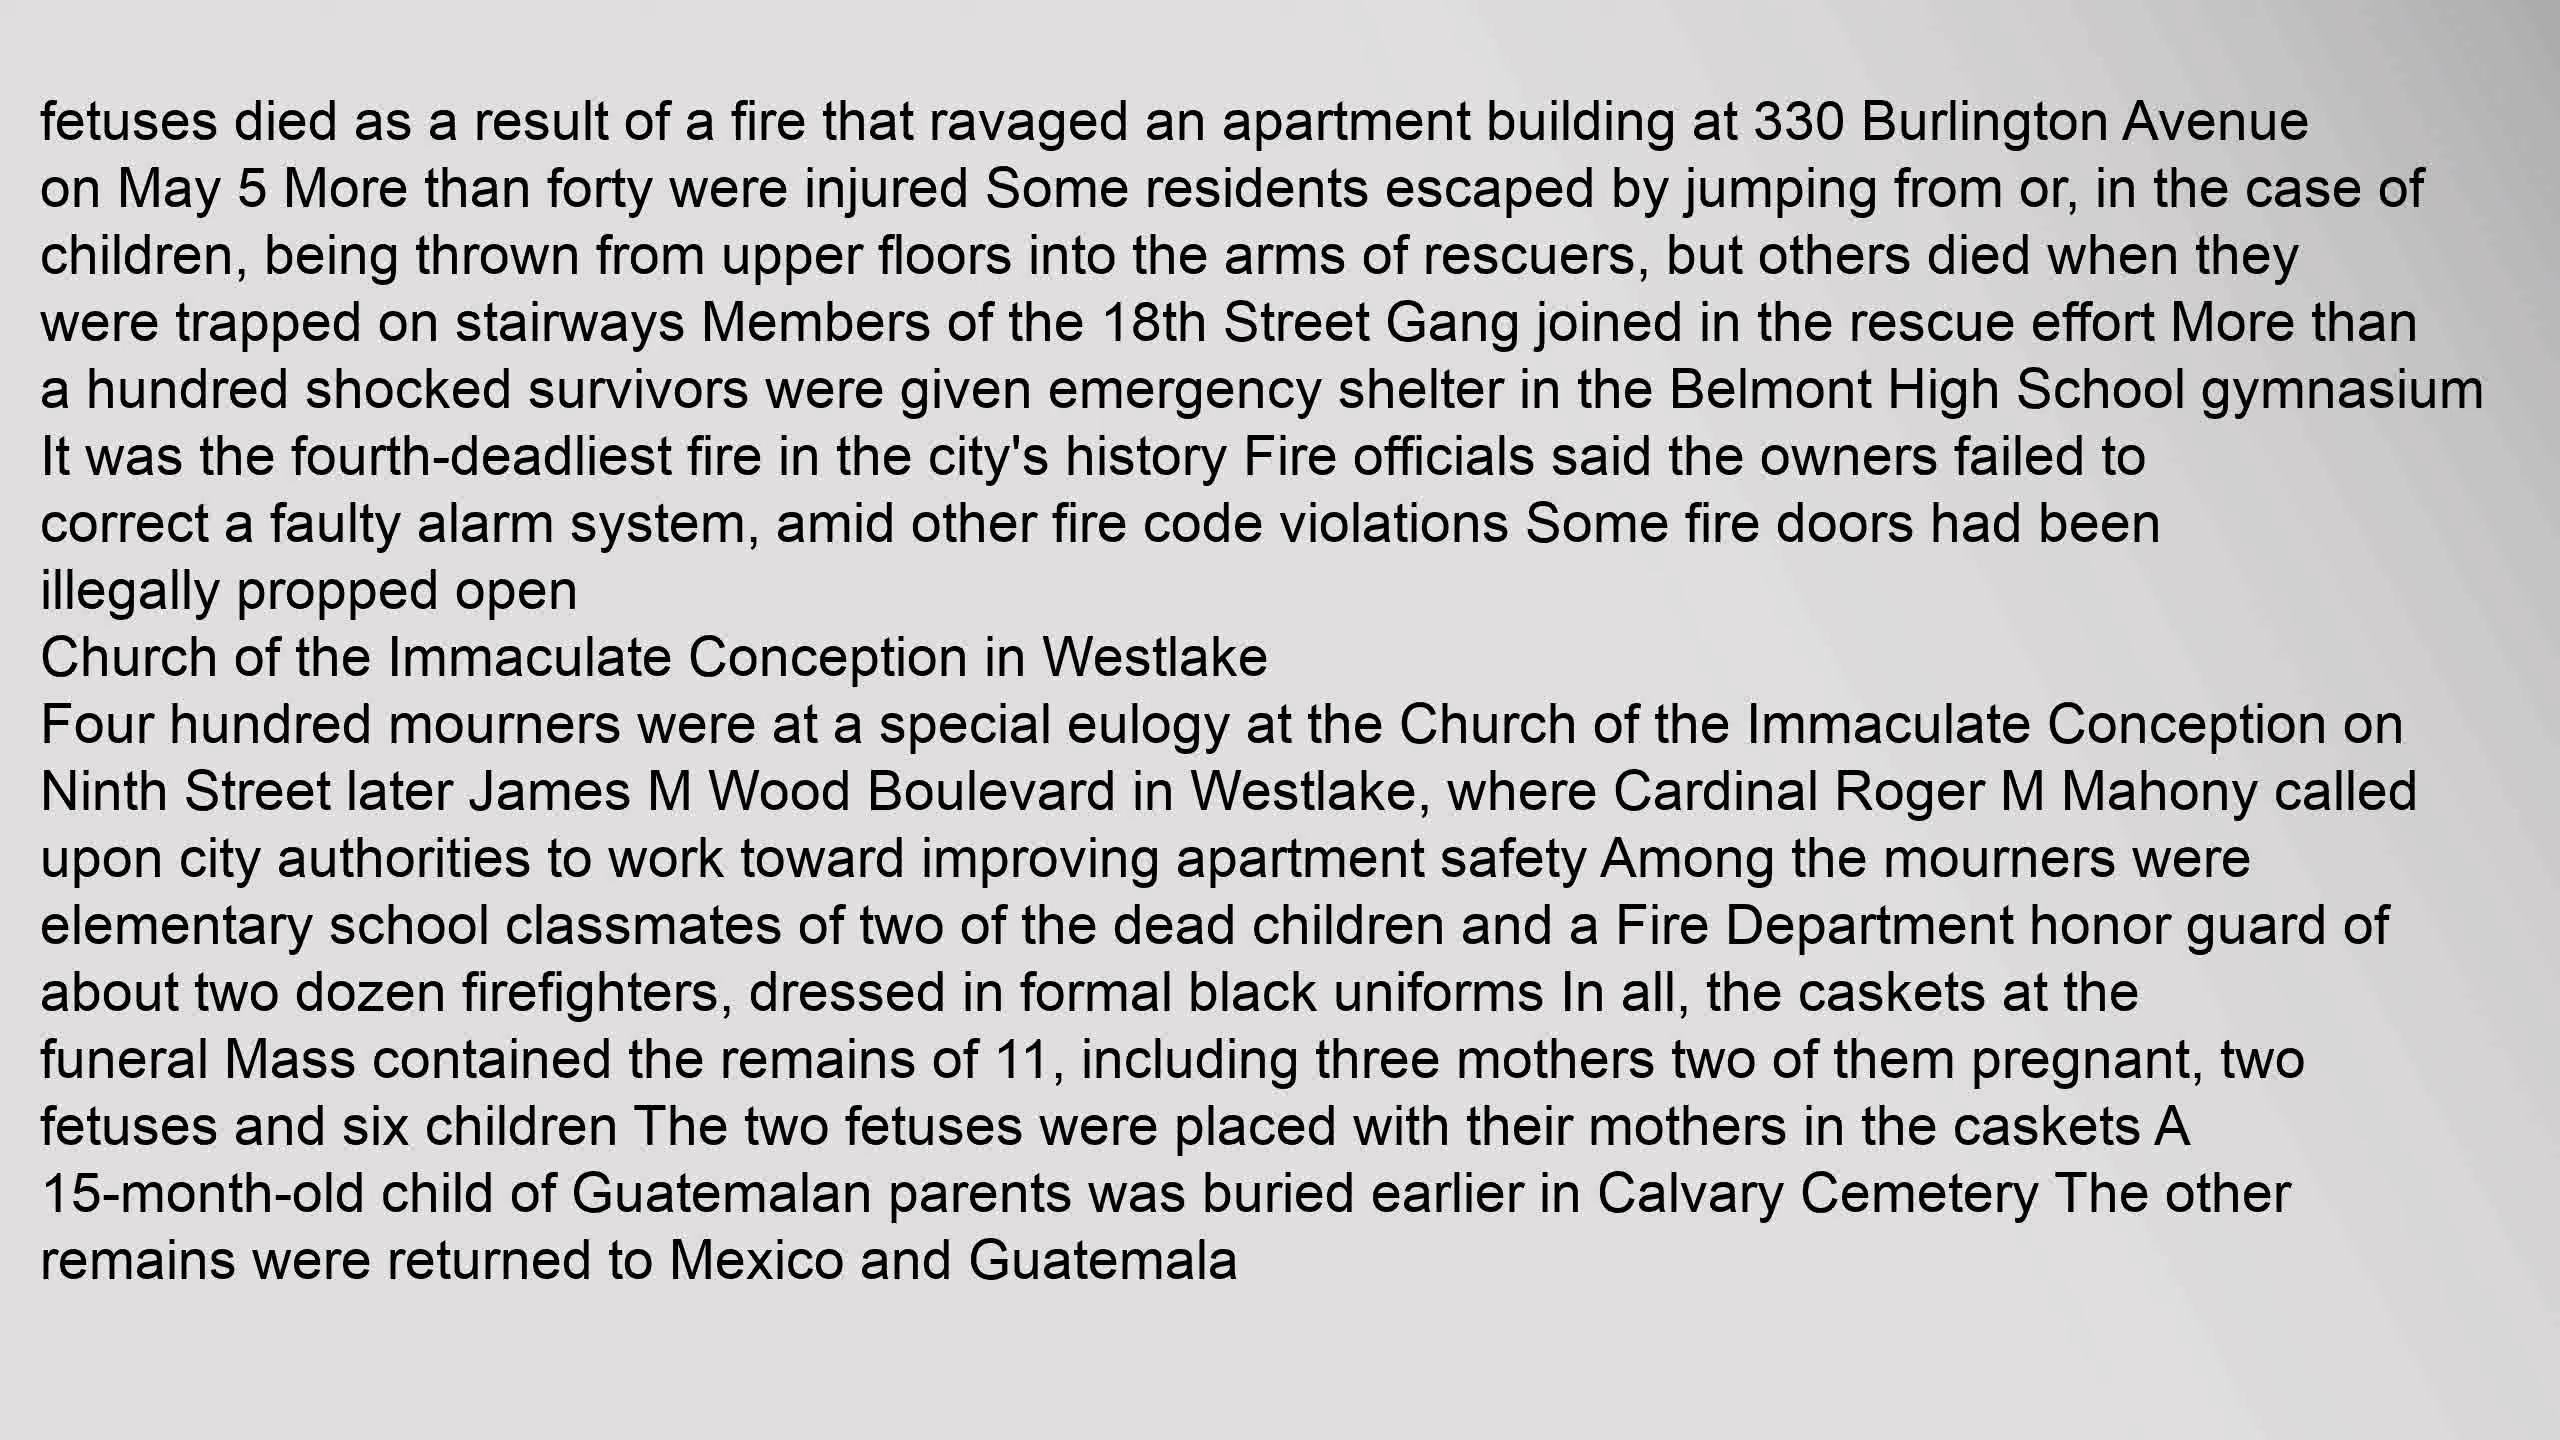 fetuses died as a result of a fire that ravaged an apartment building at 330 Burlington Avenue
on May 5 More than forty were injured Some residents escaped by jumping from or, in the case of
children, being thrown from upper floors into the arms of rescuers, but others died when they
were trapped on stairways Members of the 18th Street Gang joined in the rescue effort More than
a hundred shocked survivors were given emergency shelter in the Belmont High School gymnasium
It was the fourth-deadliest fire in the city's history Fire officials said the owners failed to
correct a faulty alarm system, amid other fire code violations Some fire doors had been
illegally propped open
Church of the Immaculate Conception in Westlake
Four hundred mourners were at a special eulogy at the Church of the Immaculate Conception on
Ninth Street later James M Wood Boulevard in Westlake, where Cardinal Roger M Mahony called
upon city authorities to work toward improving apartment safety Among the mourners were
elementary school classmates of two of the dead children and a Fire Department honor guard of
about two dozen firefighters, dressed in formal black uniforms In all, the caskets at the
funeral Mass contained the remains of 11, including three mothers two of them pregnant, two
fetuses and six children The two fetuses were placed with their mothers in the caskets A
15-month-old child of Guatemalan parents was buried earlier in Calvary Cemetery The other
remains were returned to Mexico and Guatemala